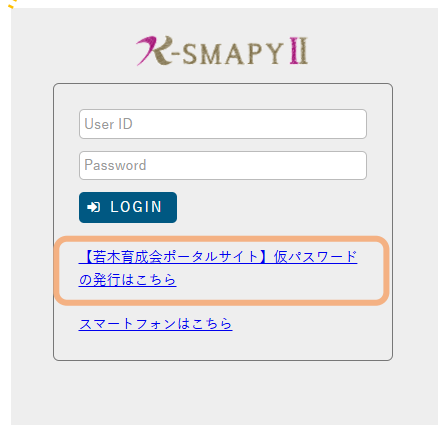 K-SMAPY II
User ID
Password
LOGIN
【若木育成会ポータルサイト】仮パスワード
の発行はこちら
スマートフォンはこちら